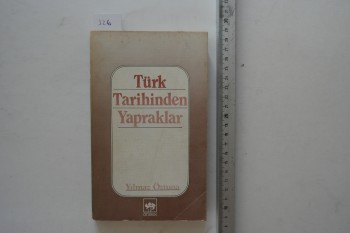 Türk
Tarihinden
Yapraklar
Yılmaz Öztuna